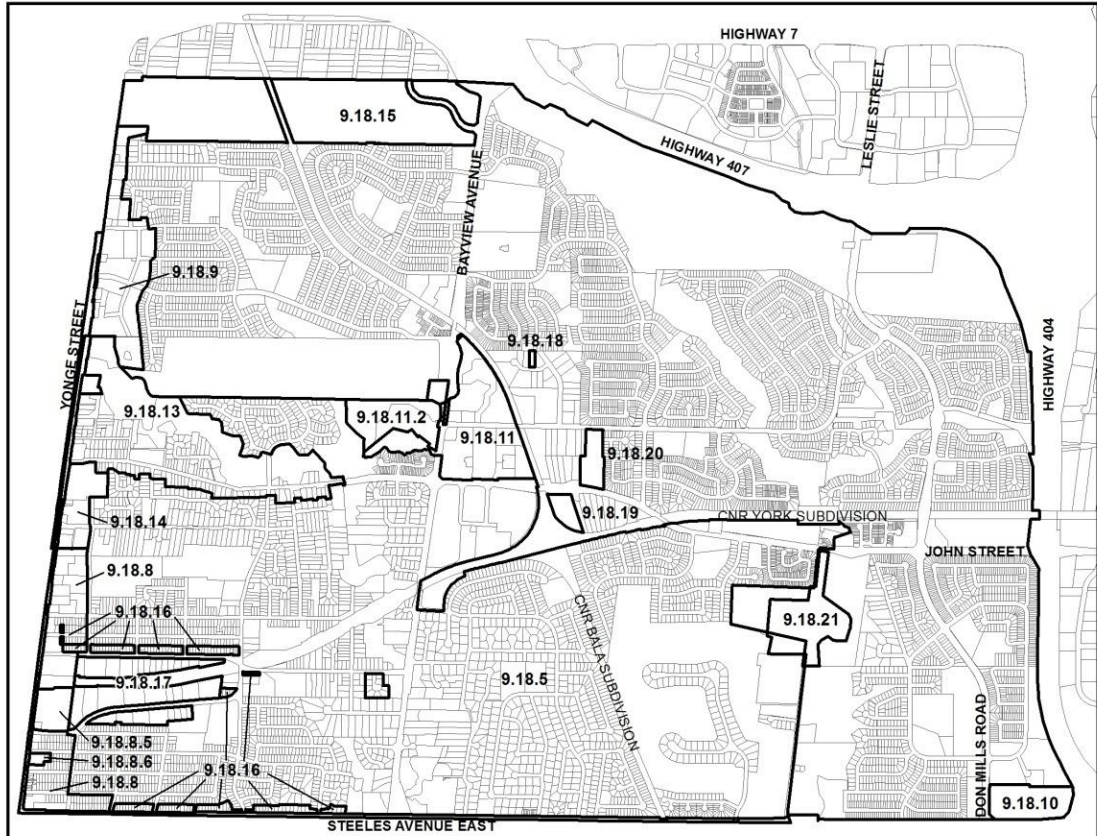 HIGHWAY 7
LESLIE STREET
9.18.15
HIGHWAY 407
BAYVIEW AVENUE
9.18.9
YONGE STREET
9.18.18
HIGHWAY 404
9.18.13
9.18.11.2
9.18.11
9.18.20
9.18.14
9.18.19
CNR YORK SUBDIVISION
JOHN STREET
9.18.8
9.18.16
9.18.21
CNR BALA SUBDIVISION
9.18.17
9.18.5
9.18.8.5
9.18.8.6
9.18.16
9.18.8
DON MILLS ROAD
9.18.10
STEELES AVENUE EAST